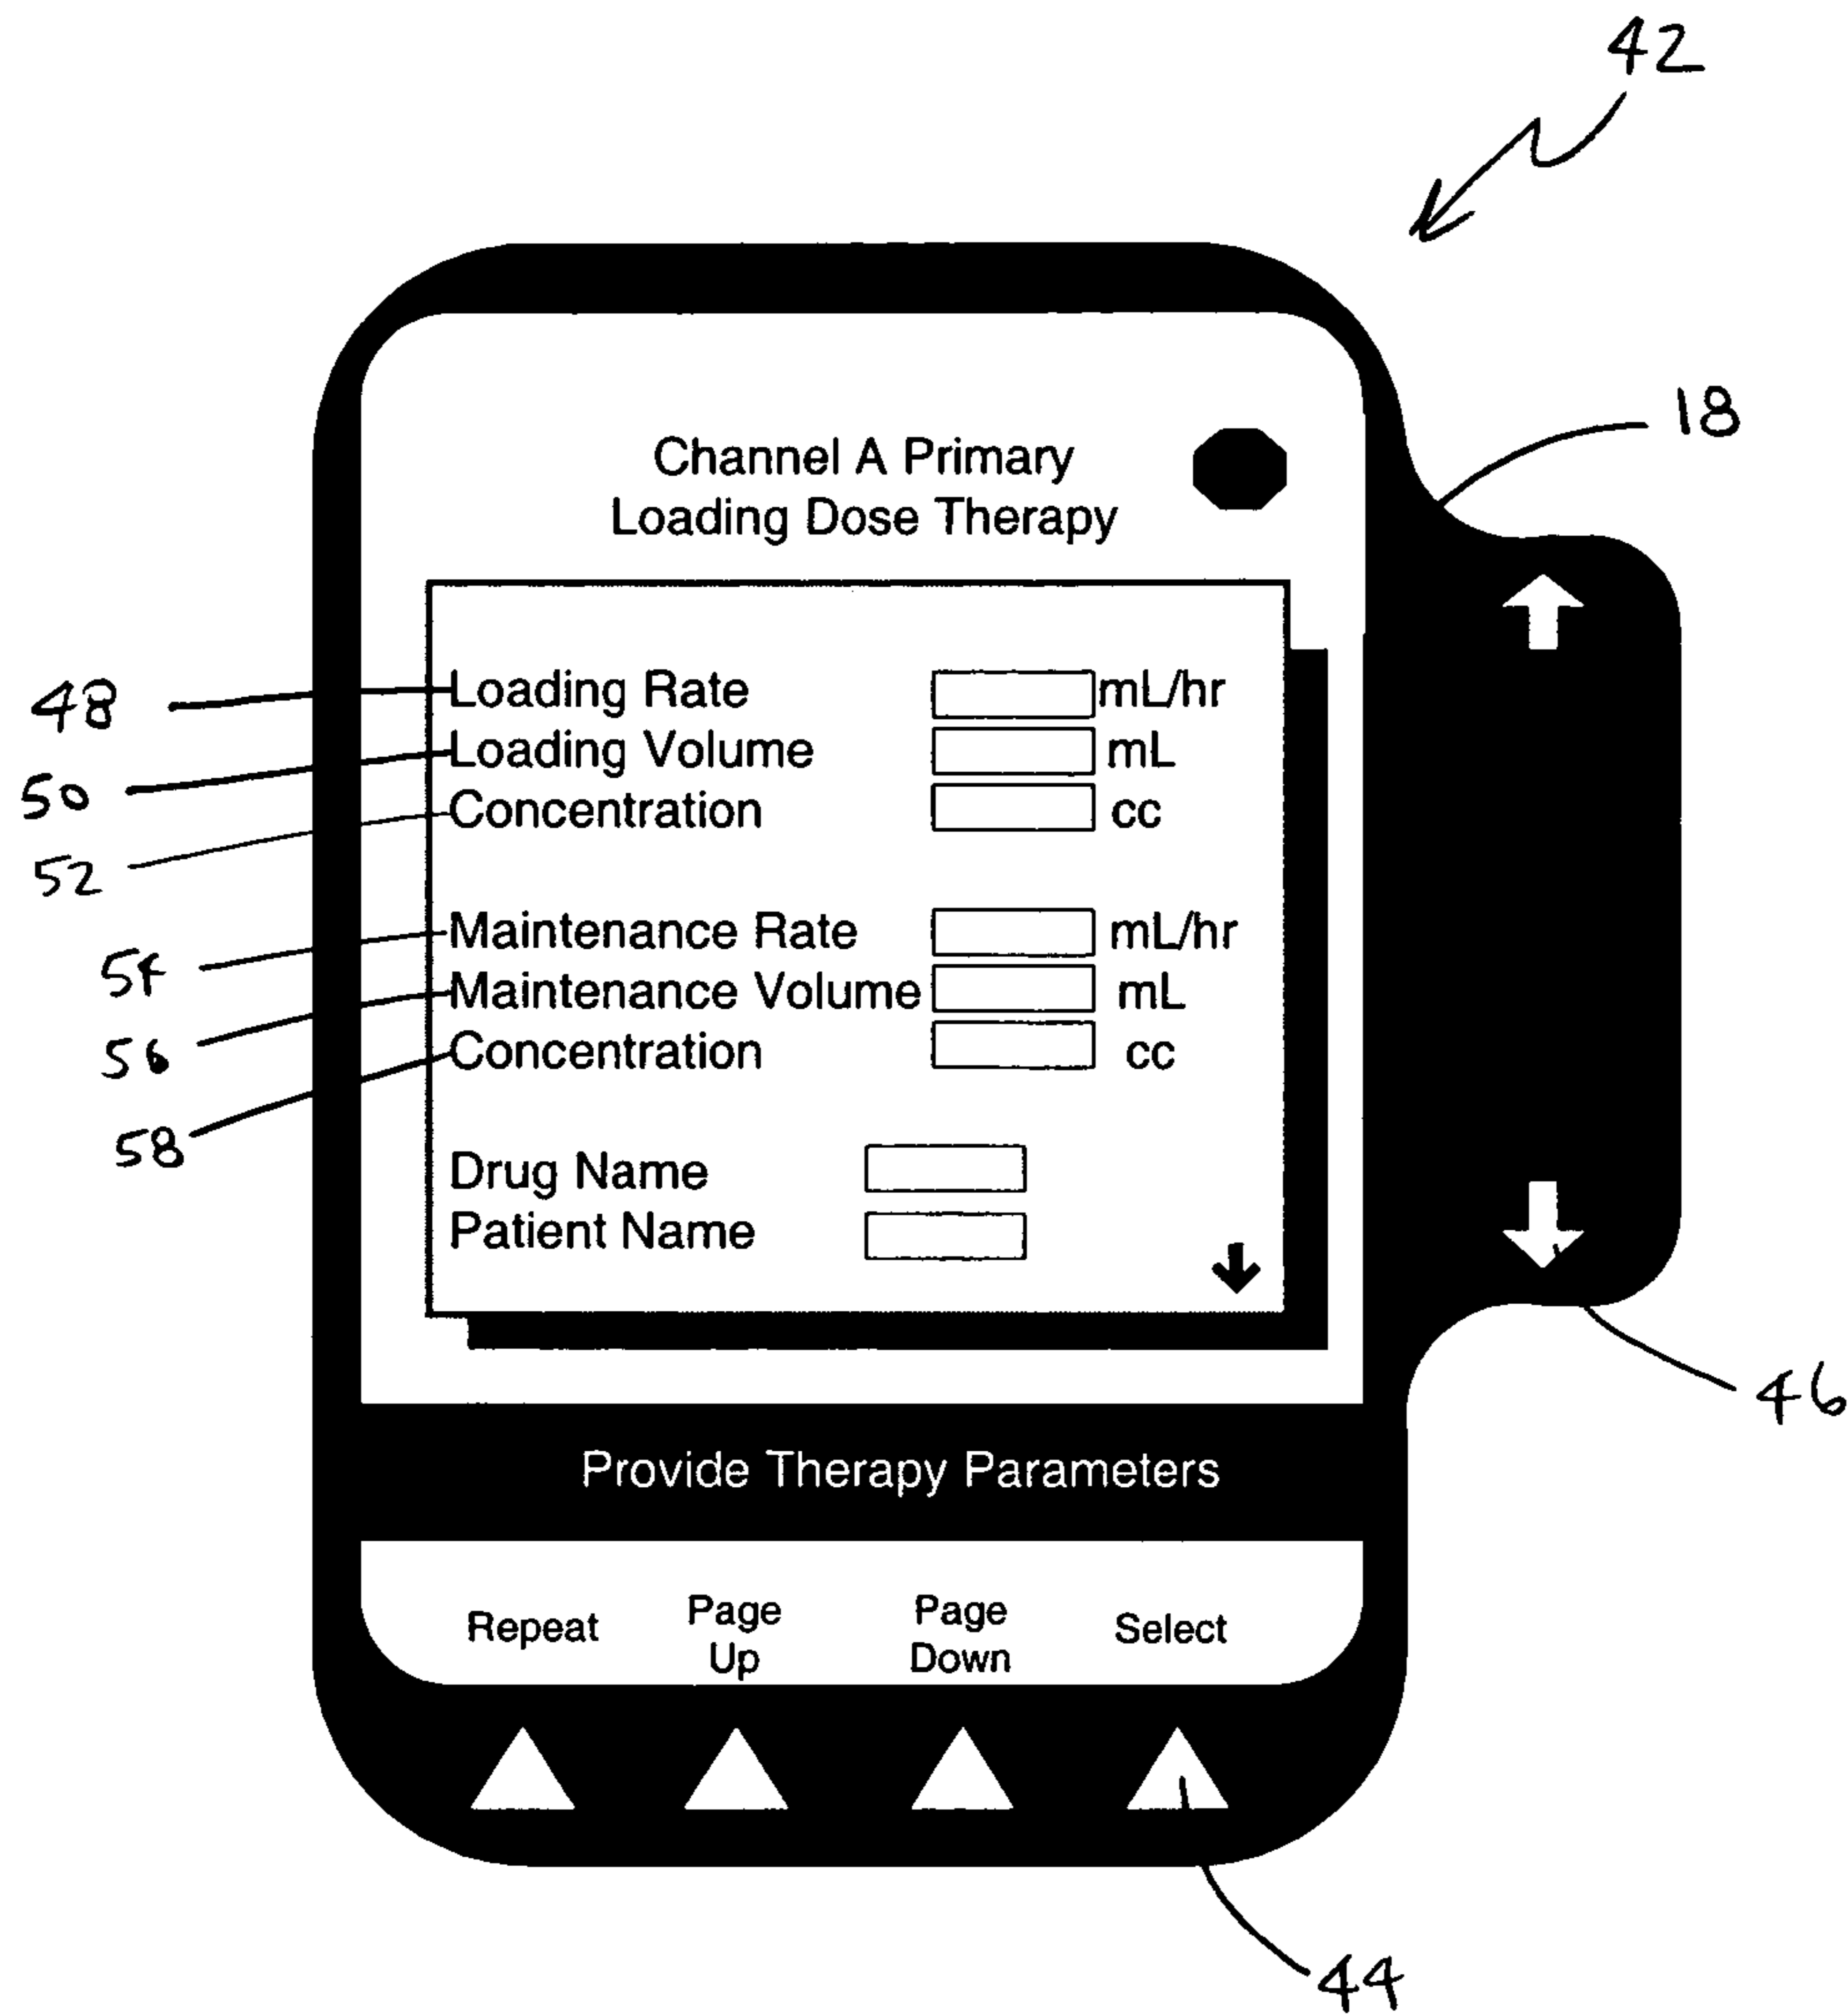 42
18
Channel A Primary
Loading Dose Therapy
48 Loading Rate mL/hr
50 Loading Volume mL
52 Concentration cc
54 Maintenance Rate mL/hr
56 Maintenance Volume mL
58 Concentration cc
Drug Name
Patient Name
46
Provide Therapy Parameters
Repeat Page Up Page Down Select
44